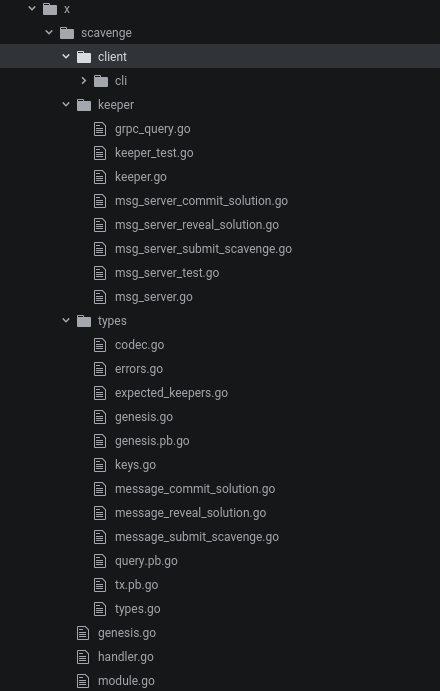 x
scavenge
client
cli
keeper
grpc_query.go
keeper_test.go
keeper.go
msg_server_commit_solution.go
msg_server_reveal_solution.go
msg_server_submit_scavenge.go
msg_server_test.go
msg_server.go
types
codec.go
errors.go
expected_keepers.go
genesis.go
genesis.pb.go
keys.go
message_commit_solution.go
message_reveal_solution.go
message_submit_scavenge.go
query.pb.go
tx.pb.go
types.go
genesis.go
handler.go
module.go